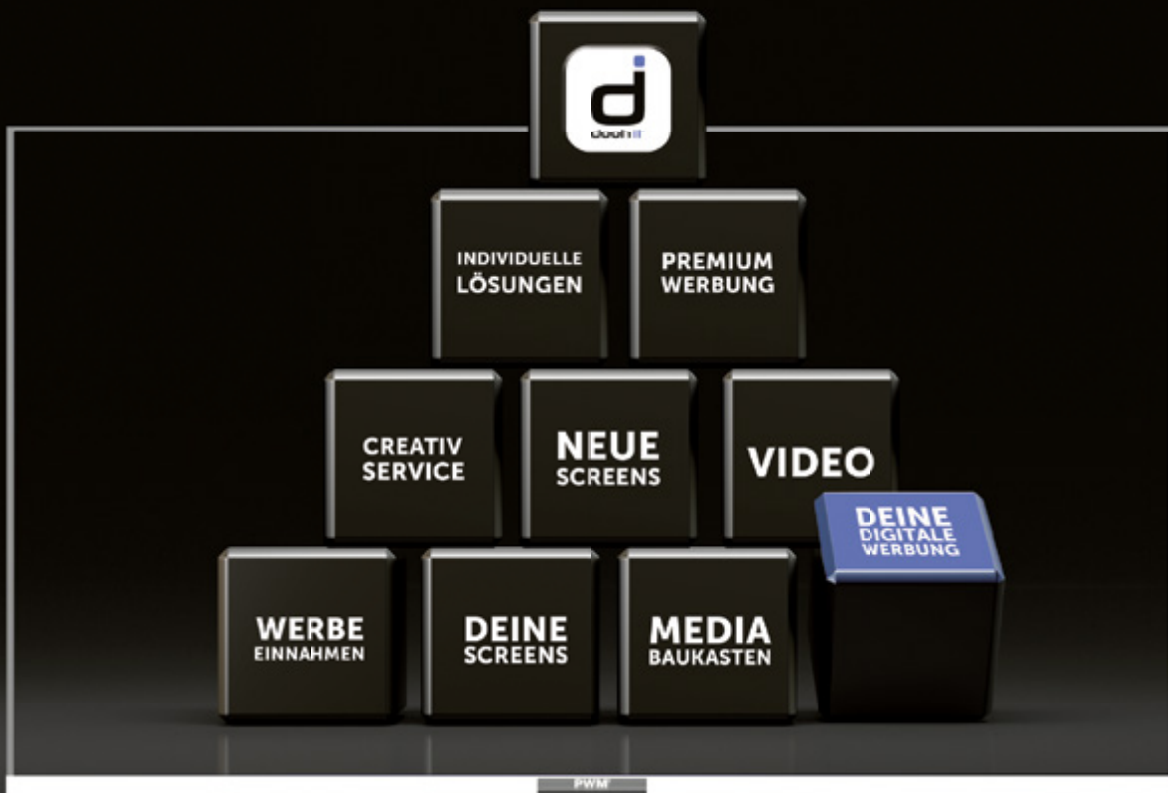 d
INDIVIDUELLE
LÖSUNGEN
PREMIUM
WERBUNG
CREATIV
SERVICE
NEUE
SCREENS
VIDEO
DEINE
DIGITALE
WERBUNG
WERBE
EINNAHMEN
DEINE
SCREENS
MEDIA
BAUKASTEN
PWM